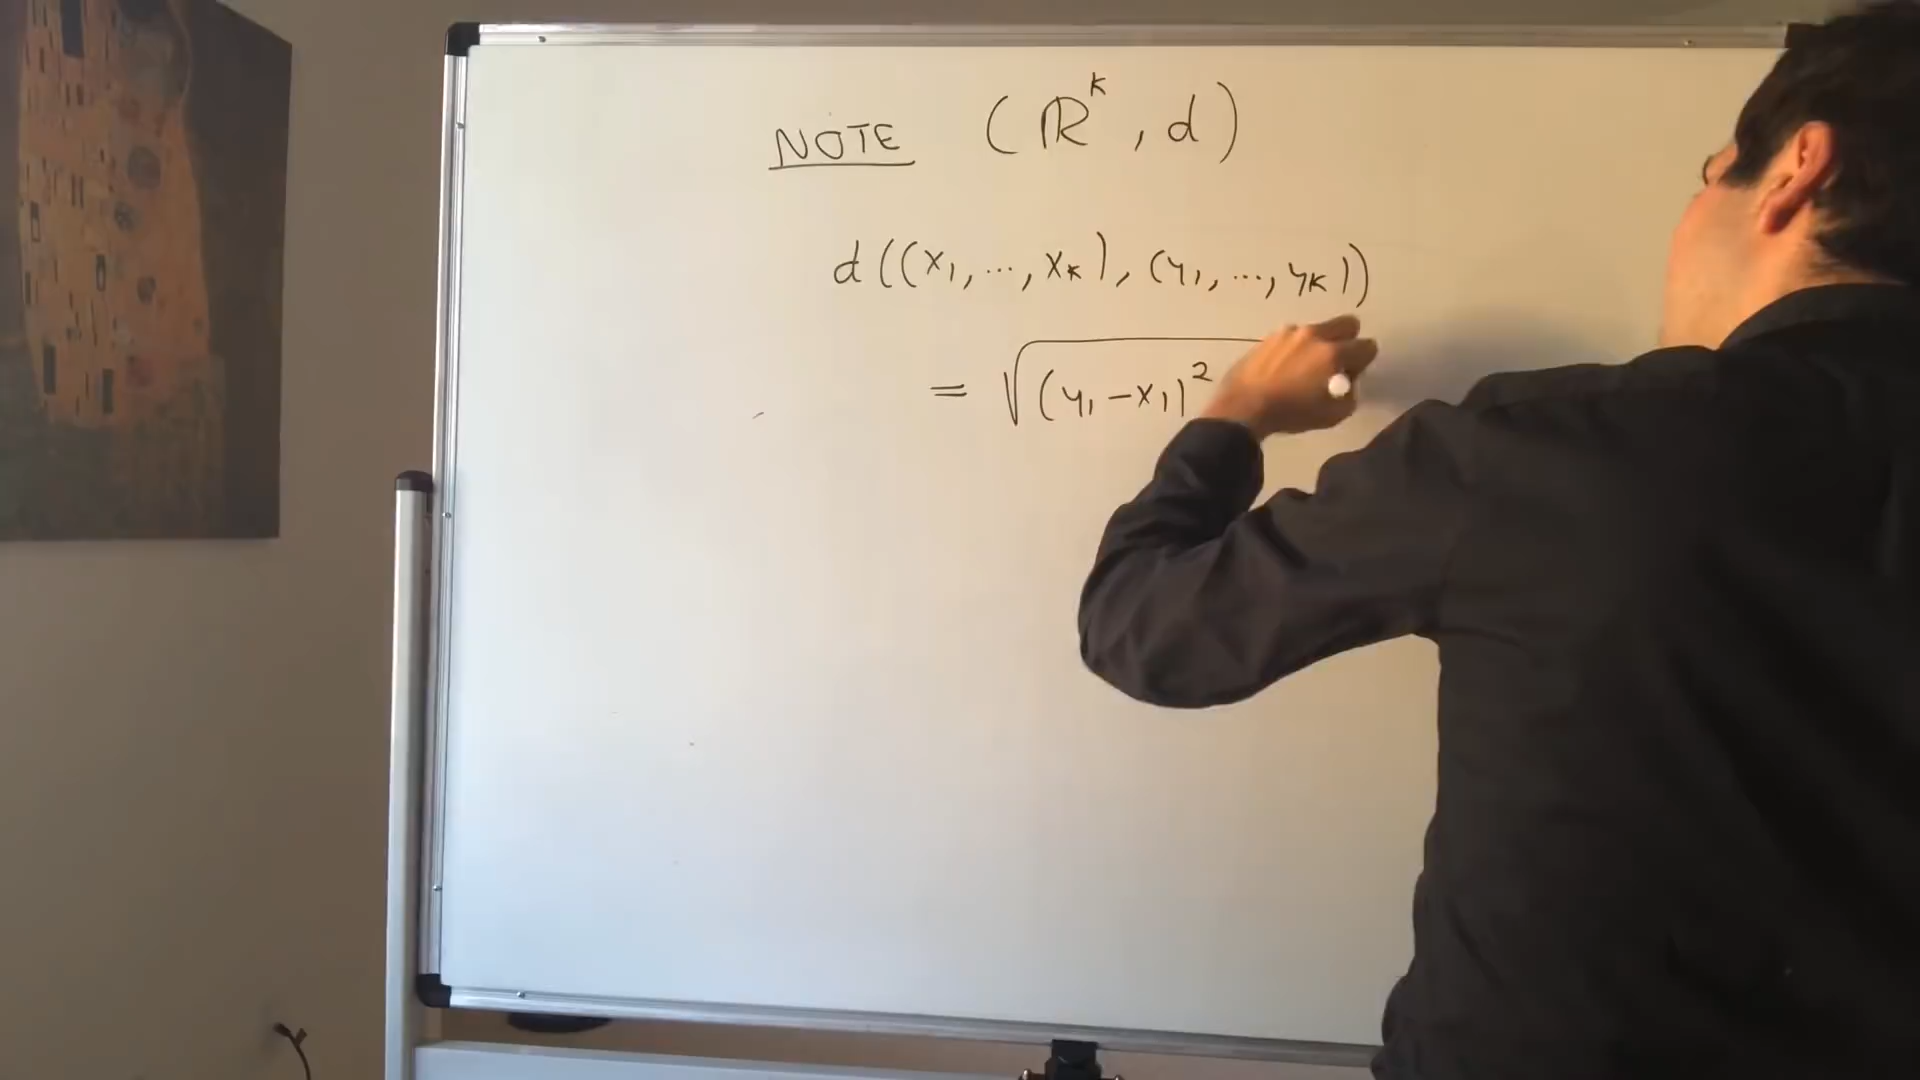 NOTE (ℝᵏ, d)
d((x₁, ..., xₖ), (y₁, ..., yₖ))
= √(y₁ - x₁)²